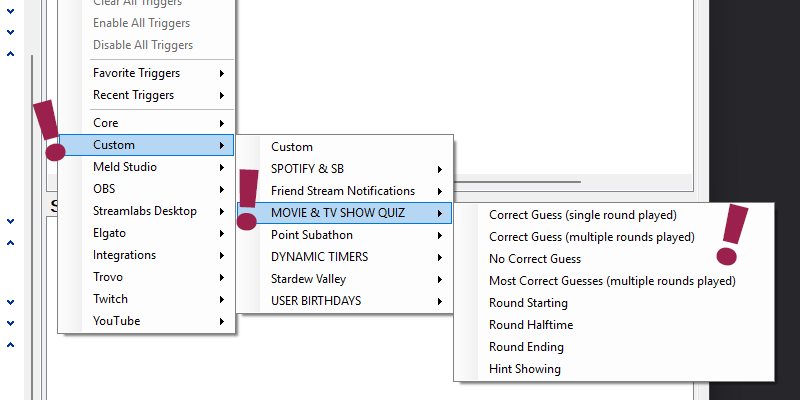 Clear All Triggers
Enable All Triggers
Disable All Triggers
Favorite Triggers
Recent Triggers
Core
Custom
Meld Studio
OBS
Streamlabs Desktop
Elgato
Integrations
Trovo
Twitch
YouTube
Custom
SPOTIFY & SB
Friend Stream Notifications
MOVIE & TV SHOW QUIZ
Point Subathon
DYNAMIC TIMERS
Stardew Valley
USER BIRTHDAYS
Correct Guess (single round played)
Correct Guess (multiple rounds played)
No Correct Guess
Most Correct Guesses (multiple rounds played)
Round Starting
Round Halftime
Round Ending
Hint Showing